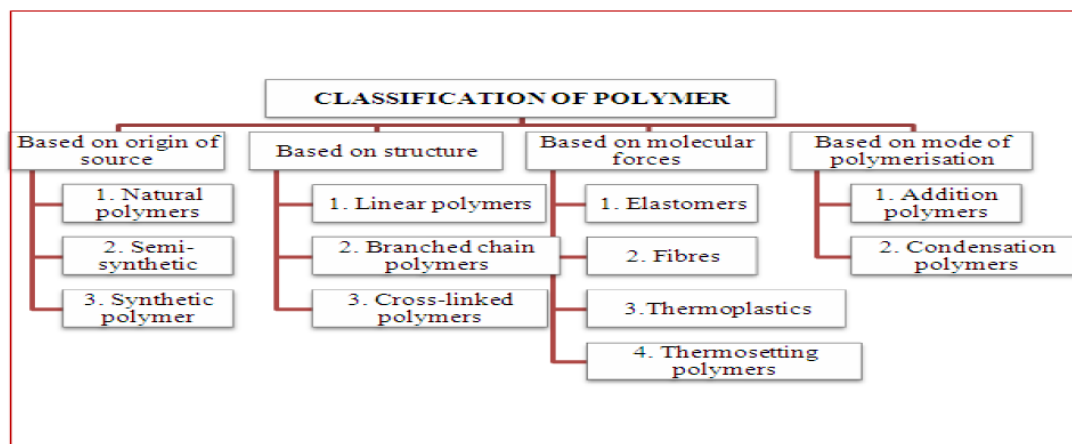 CLASSIFICATION OF POLYMER
Based on origin of
source
1. Natural
polymers
2. Semi-
synthetic
3. Synthetic
polymer
Based on structure
1. Linear polymers
2. Branched chain
polymers
3. Cross-linked
polymers
Based on molecular
forces
1. Elastomers
2. Fibres
3.Thermoplastics
4. Thermosetting
polymers
Based on mode of
polymerisation
1. Addition
polymers
2. Condensation
polymers